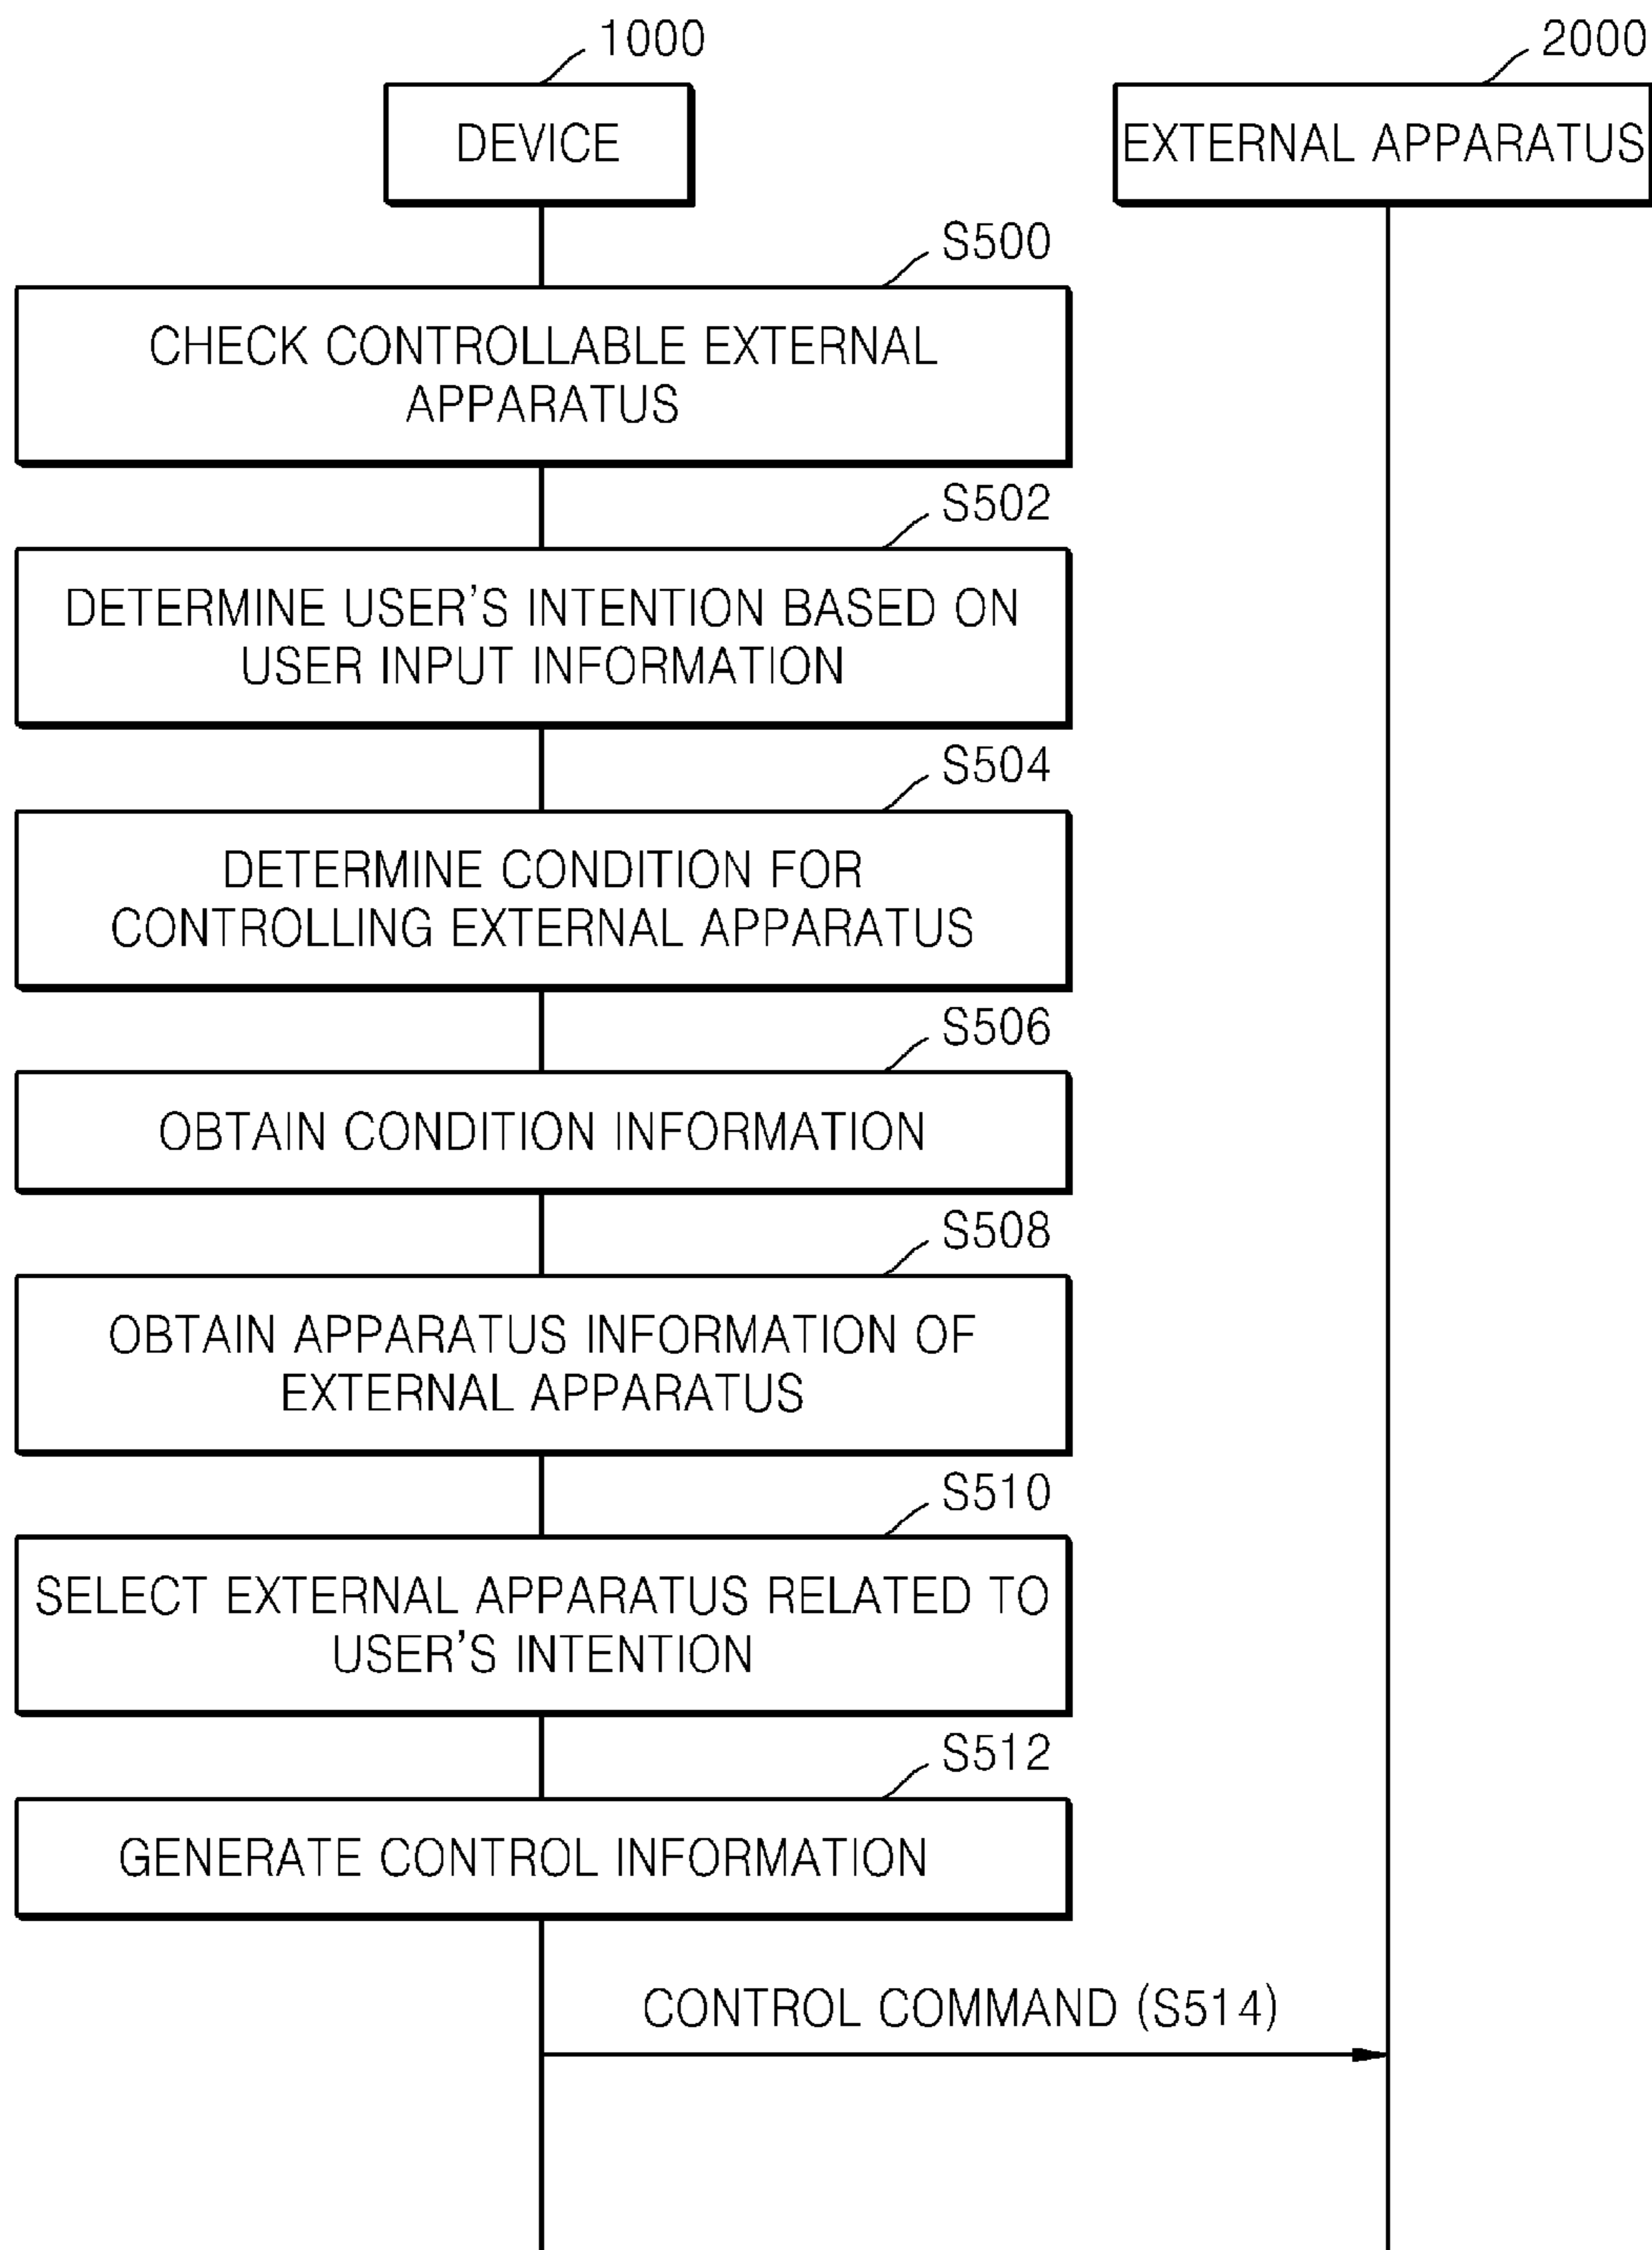 1000
2000
DEVICE
EXTERNAL APPARATUS
S500
CHECK CONTROLLABLE EXTERNAL
APPARATUS
S502
DETERMINE USER'S INTENTION BASED ON
USER INPUT INFORMATION
S504
DETERMINE CONDITION FOR
CONTROLLING EXTERNAL APPARATUS
S506
OBTAIN CONDITION INFORMATION
S508
OBTAIN APPARATUS INFORMATION OF
EXTERNAL APPARATUS
S510
SELECT EXTERNAL APPARATUS RELATED TO
USER'S INTENTION
S512
GENERATE CONTROL INFORMATION
CONTROL COMMAND (S514)